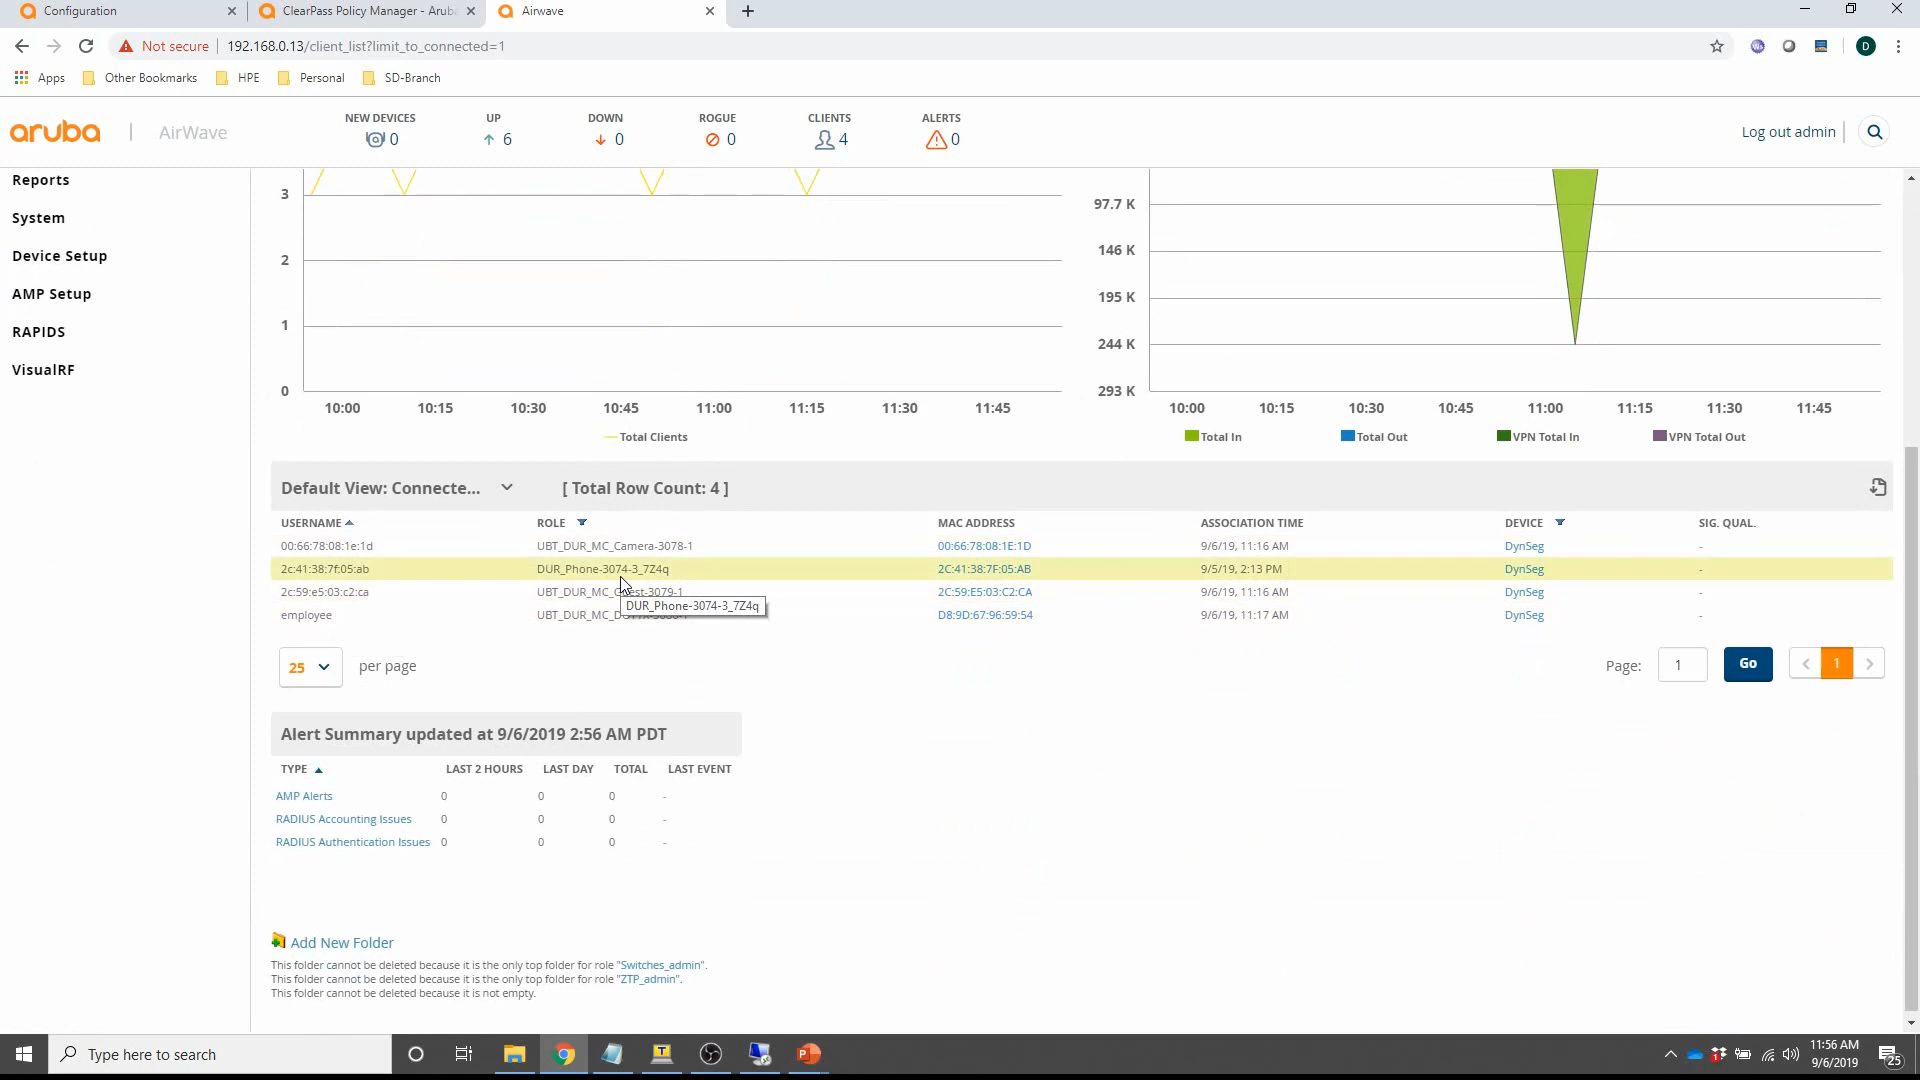 Configuration
ClearPass Policy Manager - Aruba
Airwave
Not secure
192.168.0.13/client_list?limit_to_connected=1
D
Apps
Other Bookmarks
HPE
Personal
SD-Branch
aruba
AirWave
NEW DEVICES
UP
DOWN
ROGUE
CLIENTS
ALERTS
0
6
0
0
4
0
Log out admin
Reports
System
Device Setup
AMP Setup
RAPIDS
VisualRF
3
2
1
0
10:00 10:15 10:30 10:45 11:00 11:15 11:30 11:45
Total Clients
97.7 K
146 K
195 K
244 K
293 K
10:00 10:15 10:30 10:45 11:00 11:15 11:30 11:45
Total In Total Out VPN Total In VPN Total Out
Default View: Connecte... [ Total Row Count: 4 ]
USERNAME ROLE MAC ADDRESS ASSOCIATION TIME DEVICE SIG. QUAL.
00:66:78:08:1e:1d UBT_DUR_MC_Camera-3078-1 00:66:78:08:1E:1D 9/6/19, 11:16 AM DynSeg -
2c:41:38:7f:05:ab DUR_Phone-3074-3_7Z4q 2C:41:38:7F:05:AB 9/5/19, 2:13 PM DynSeg -
2c:59:e5:03:c2:ca 2C:59:E5:03:C2:CA 9/6/19, 11:16 AM DynSeg -
DUR_Phone-3074-3_7Z4q
employee D8:9D:67:96:59:54 9/6/19, 11:17 AM DynSeg -
25 per page
Page: 1 Go 1
Alert Summary updated at 9/6/2019 2:56 AM PDT
TYPE LAST 2 HOURS LAST DAY TOTAL LAST EVENT
AMP Alerts 0 0 0 -
RADIUS Accounting Issues 0 0 0 -
RADIUS Authentication Issues 0 0 0 -
Add New Folder
This folder cannot be deleted because it is the only top folder for role "Switches_admin".
This folder cannot be deleted because it is the only top folder for role "ZTP_admin".
This folder cannot be deleted because it is not empty.
Type here to search
11:56 AM
9/6/2019
25